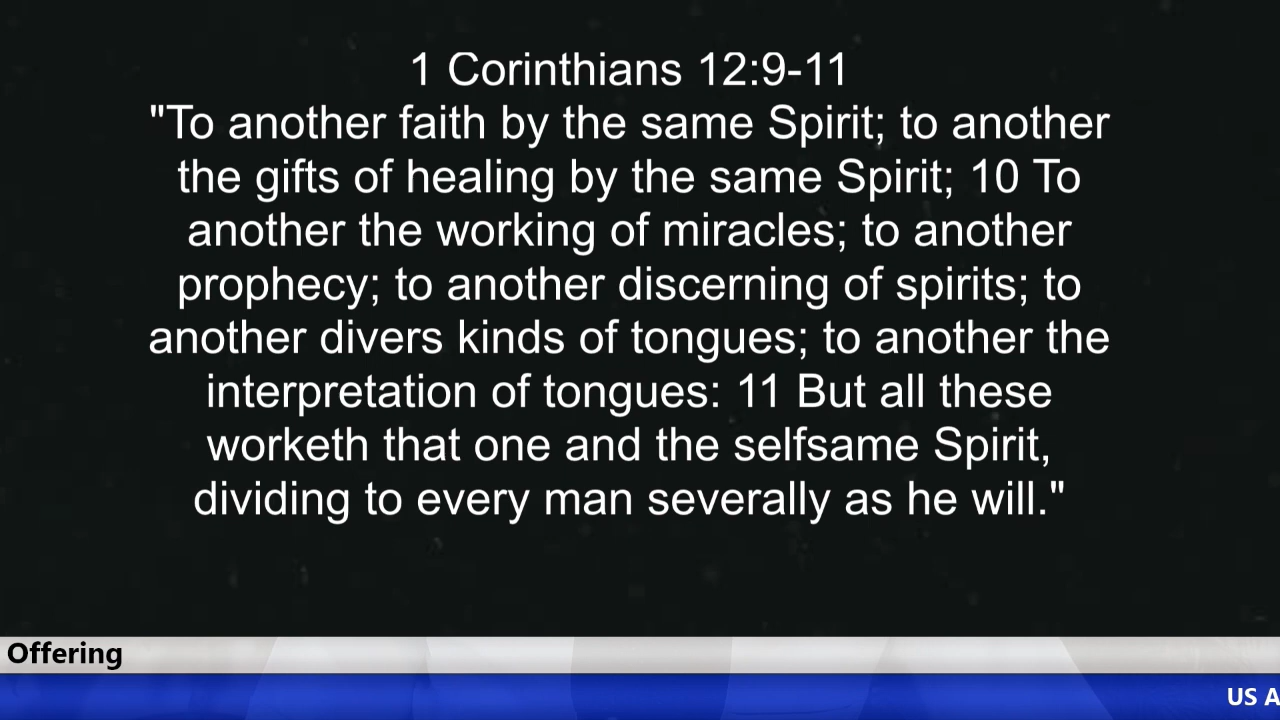 1 Corinthians 12:9-11
"To another faith by the same Spirit; to another
the gifts of healing by the same Spirit; 10 To
another the working of miracles; to another
prophecy; to another discerning of spirits; to
another divers kinds of tongues; to another the
interpretation of tongues: 11 But all these
worketh that one and the selfsame Spirit,
dividing to every man severally as he will."
Offering
US A